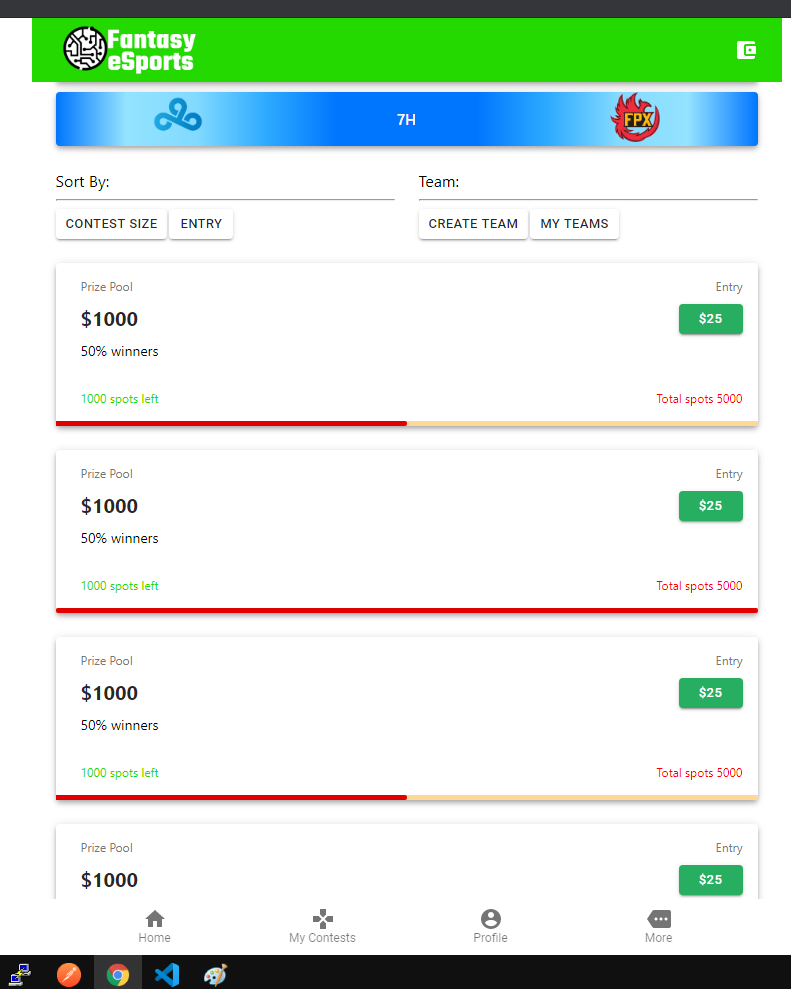 Fantasy
eSports
7H
FPX
Sort By:
Team:
CONTEST SIZE ENTRY
CREATE TEAM MY TEAMS
Prize Pool
Entry
$1000
$25
50% winners
1000 spots left
Total spots 5000
Prize Pool
Entry
$1000
$25
50% winners
1000 spots left
Total spots 5000
Prize Pool
Entry
$1000
$25
50% winners
1000 spots left
Total spots 5000
Prize Pool
Entry
$1000
$25
Home
My Contests
Profile
More